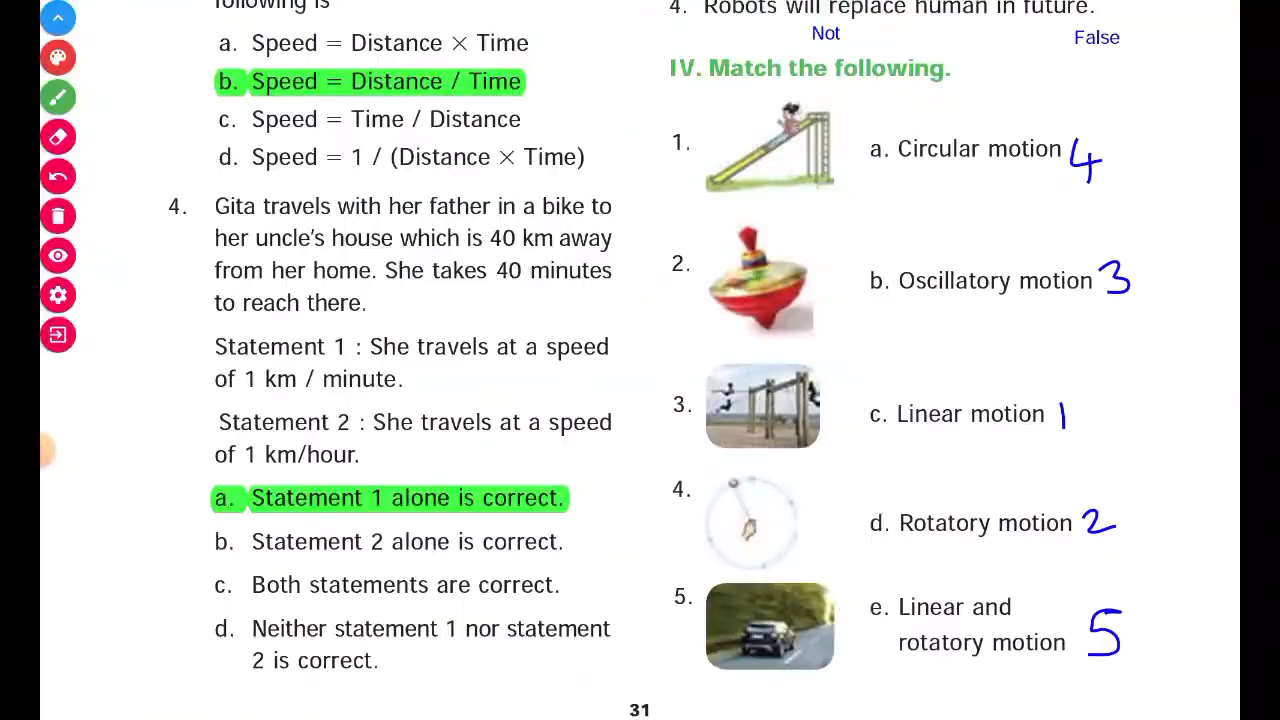 following is
a. Speed = Distance × Time
b. Speed = Distance / Time
c. Speed = Time / Distance
d. Speed = 1 / (Distance × Time)
4. Gita travels with her father in a bike to
her uncle's house which is 40 km away
from her home. She takes 40 minutes
to reach there.
Statement 1 : She travels at a speed
of 1 km / minute.
Statement 2 : She travels at a speed
of 1 km/hour.
a. Statement 1 alone is correct.
b. Statement 2 alone is correct.
c. Both statements are correct.
d. Neither statement 1 nor statement
2 is correct.
4. Robots will replace human in future.
Not
False
IV. Match the following.
1.
a. Circular motion 4
2.
b. Oscillatory motion 3
3.
c. Linear motion 1
4.
d. Rotatory motion 2
5.
e. Linear and
rotatory motion 5
31